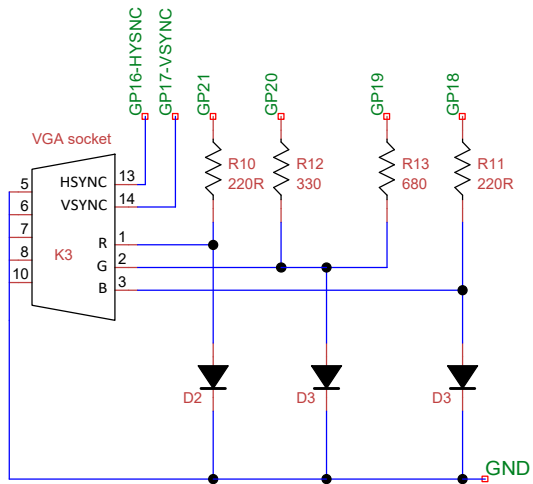 GP16-HYSNC
GP17-VSYNC
GP21
GP20
GP19
GP18
VGA socket
R10
220R
R12
330
R13
680
R11
220R
5
6
7
8
10
HSYNC
13
VSYNC
14
R
1
K3
G
2
B
3
D2
D3
D3
GND